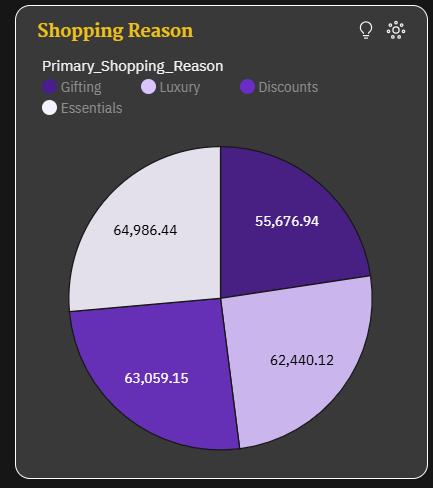 Shopping Reason
Primary_Shopping_Reason
Gifting Luxury Discounts
Essentials
64,986.44 55,676.94
63,059.15 62,440.12